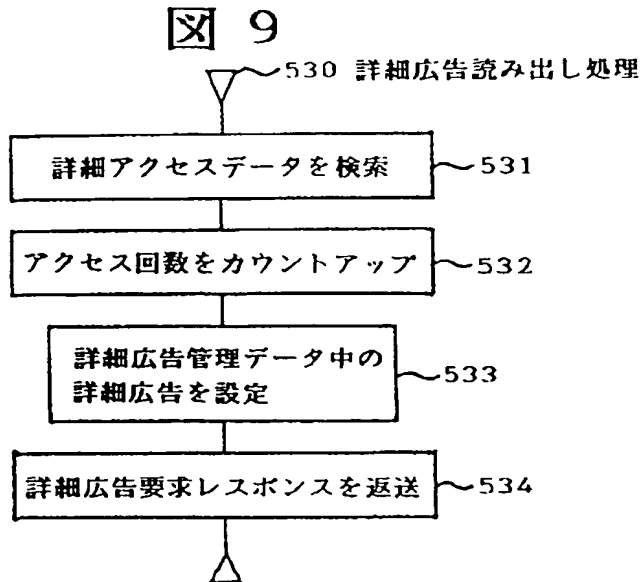 図 9
530 詳細広告読み出し処理
詳細アクセスデータを検索 531
アクセス回数をカウントアップ 532
詳細広告管理データ中の
詳細広告を設定 533
詳細広告要求レスポンスを返送 534